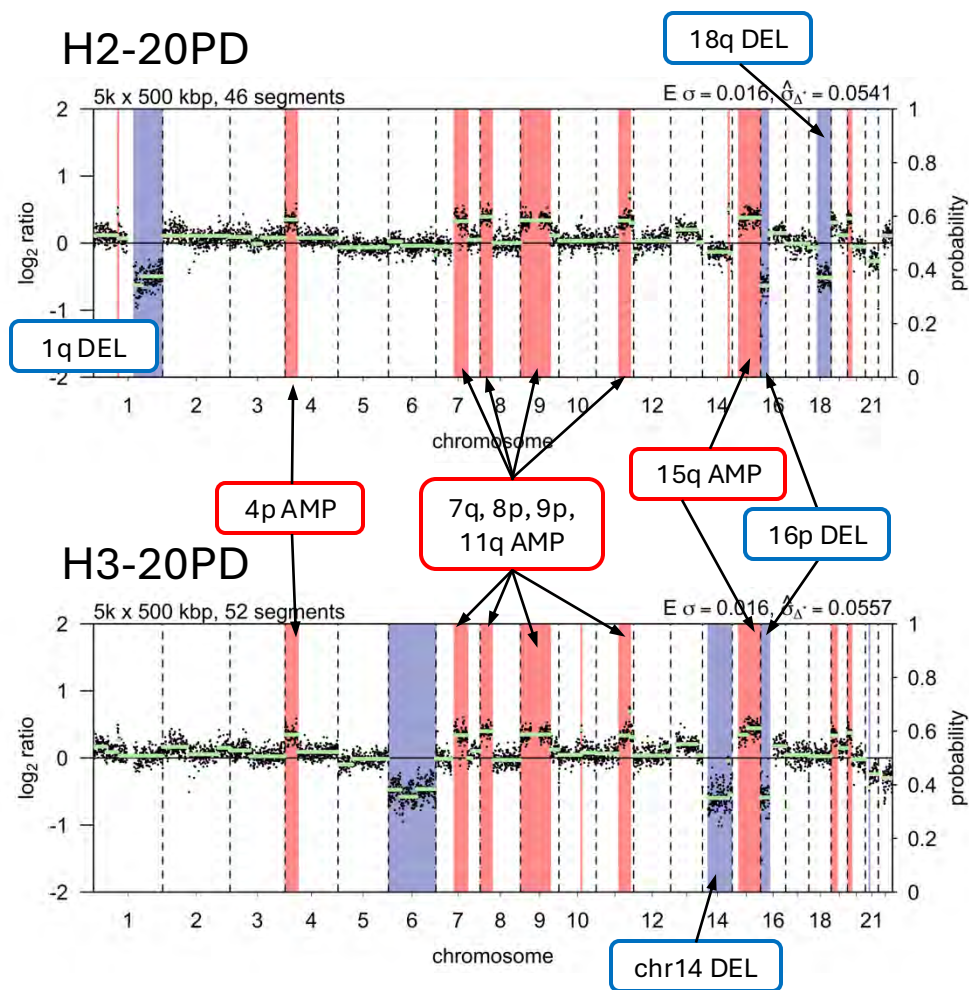 18q DEL
H2-20PD
5k x 500 kbp, 46 segments
E σ = 0.016, σ̂Δ* = 0.0541
2
1
0
-1
-2
log2 ratio
1
0.8
0.6
0.4
0.2
0
probability
1q DEL
1 2 3 4 5 6 7 8 9 10 12 14 16 18 21
chromosome
4p AMP
7q, 8p, 9p,
11q AMP
15q AMP
16p DEL
H3-20PD
5k x 500 kbp, 52 segments
E σ = 0.016, σ̂Δ* = 0.0557
2
1
0
-1
-2
log2 ratio
1
0.8
0.6
0.4
0.2
0
probability
1 2 3 4 5 6 7 8 9 10 12 14 16 18 21
chromosome
chr14 DEL